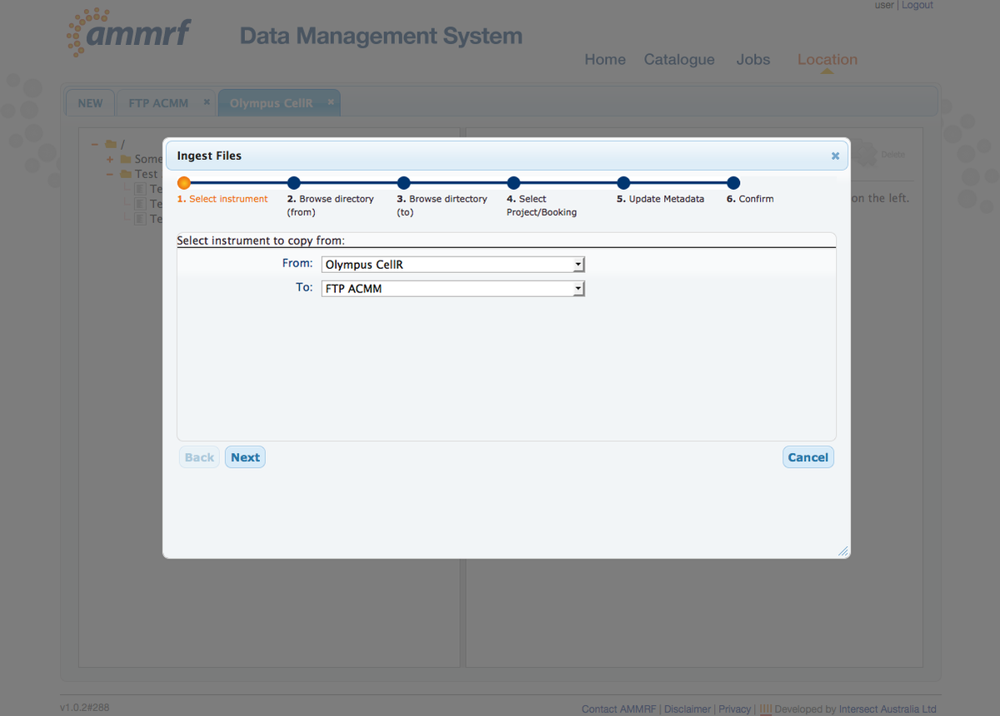 user | Logout
ammrf
Data Management System
Home Catalogue Jobs Location
NEW FTP ACMM × Olympus CellR ×
− /
+ Some
− Test
Te
Te
Te
Delete
on the left.
Ingest Files ×
1. Select instrument
2. Browse directory
(from)
3. Browse dirtectory
(to)
4. Select
Project/Booking
5. Update Metadata
6. Confirm
Select instrument to copy from:
From: Olympus CellR
To: FTP ACMM
Back Next Cancel
v1.0.2#288
Contact AMMRF | Disclaimer | Privacy | Developed by Intersect Australia Ltd